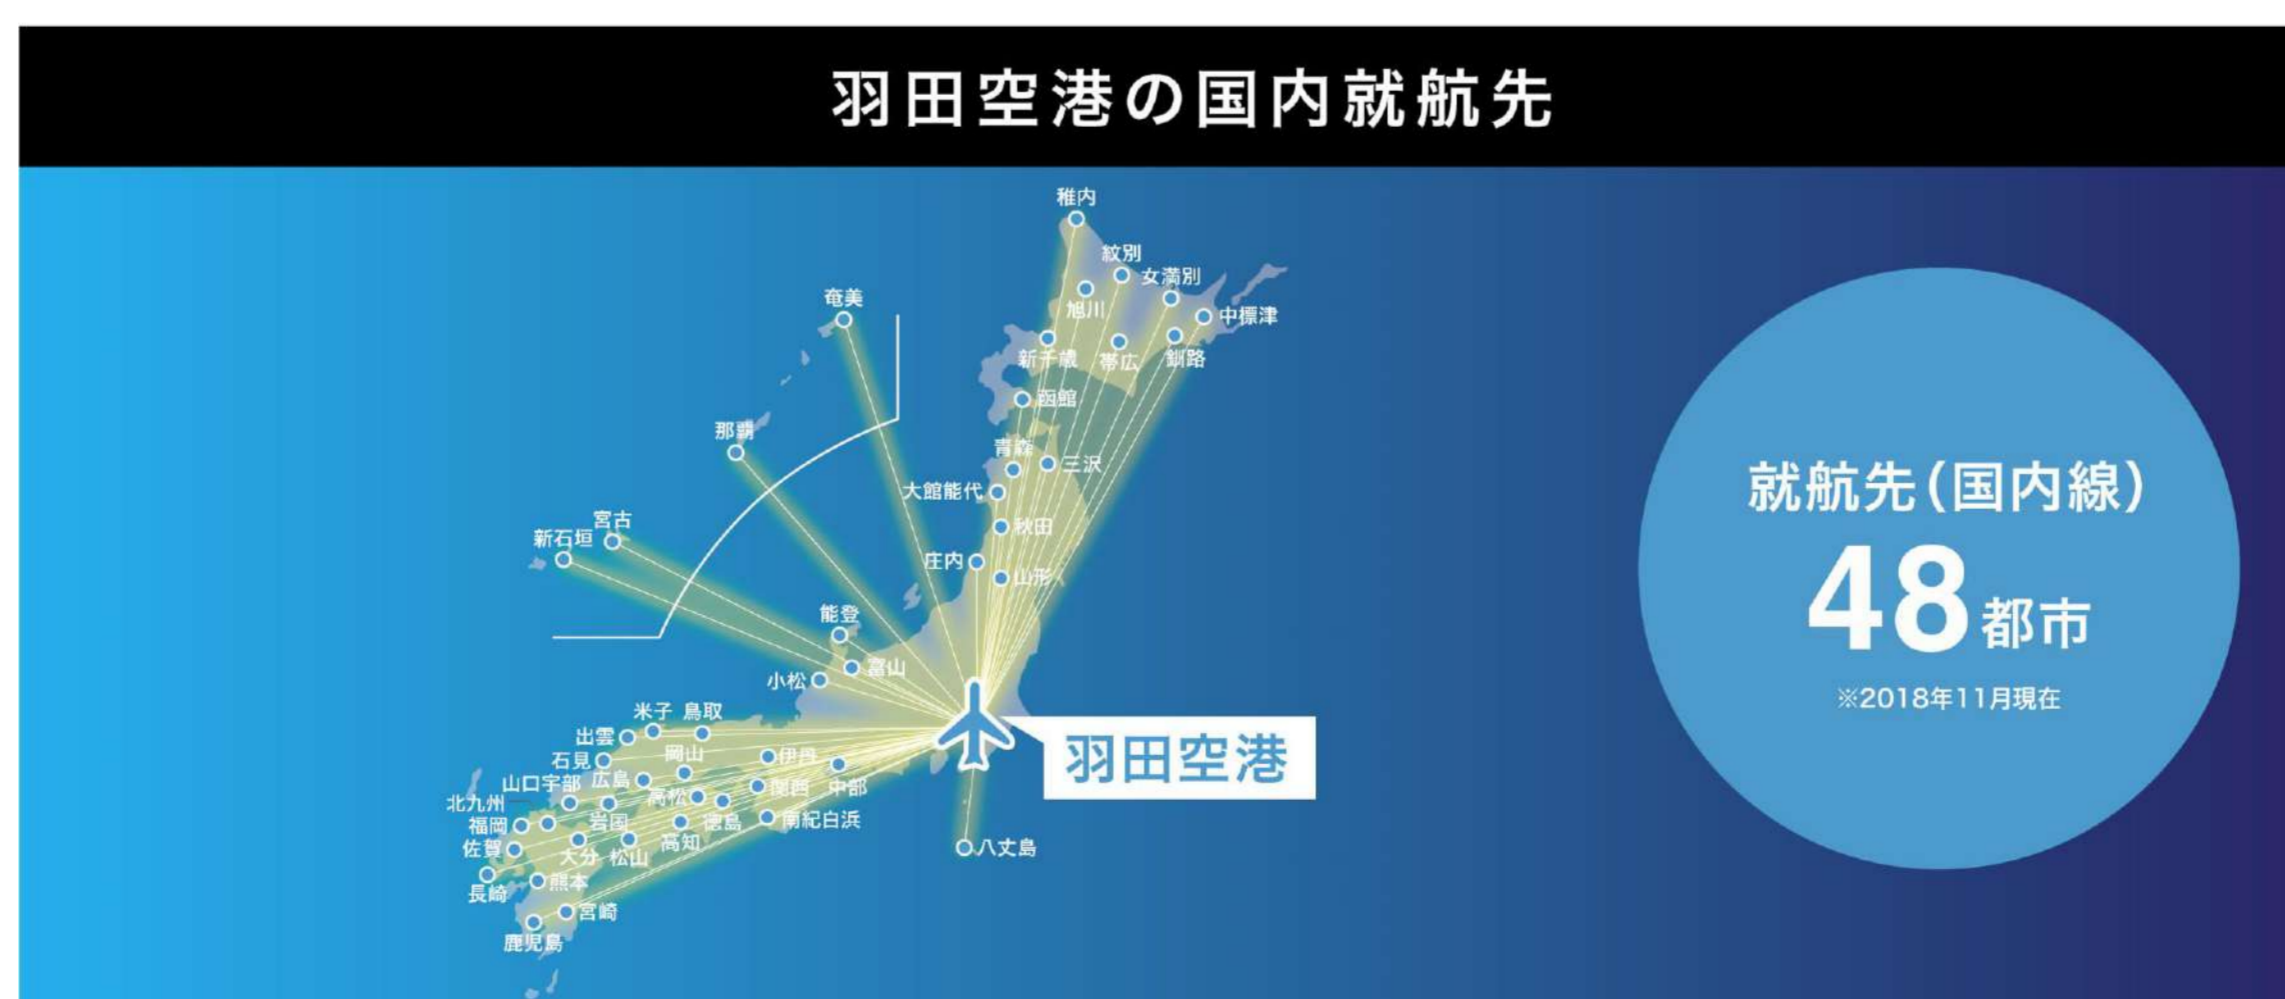 羽田空港の国内就航先
稚内
紋別
女満別
旭川
中標津
新千歳
帯広
釧路
函館
奄美
那覇
宮古
新石垣
青森
三沢
大館能代
秋田
庄内
山形
能登
富山
小松
米子
鳥取
出雲
岡山
伊丹
石見
山口宇部
広島
関西
中部
北九州
高松
福岡
岩国
徳島
南紀白浜
佐賀
大分
松山
高知
長崎
熊本
宮崎
鹿児島
八丈島
羽田空港
就航先(国内線)
48都市
※2018年11月現在